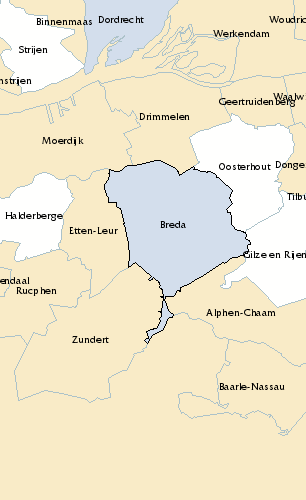 Binnenmaas
Dordrecht
Woudric
Werkendam
Strijen
nstrijen
Geertruidenberg
Waalw
Drimmelen
Moerdijk
Oosterhout
Donge
Tilbu
Halderberge
Etten-Leur
Breda
Gilze en Rijen
endaal
Rucphen
Alphen-Chaam
Zundert
Baarle-Nassau